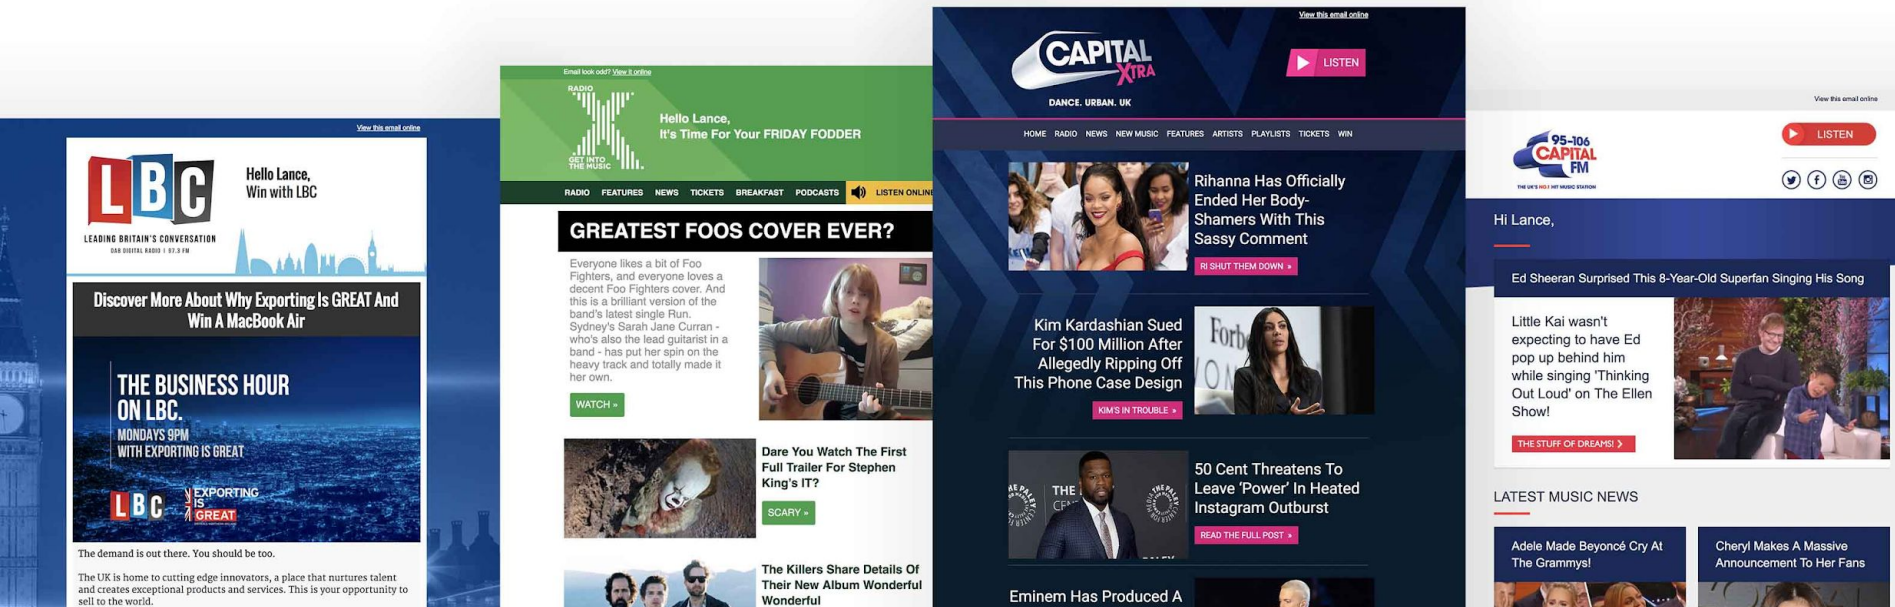 View this email online
LBC
LEADING BRITAIN'S CONVERSATION
DAB DIGITAL RADIO | 97.3 FM
Hello Lance,
Win with LBC
Discover More About Why Exporting Is GREAT And
Win A MacBook Air
THE BUSINESS HOUR
ON LBC.
MONDAYS 9PM
WITH EXPORTING IS GREAT
LBC
EXPORTING
IS
GREAT
The demand is out there. You should be too.
The UK is home to cutting edge innovators, a place that nurtures talent
and creates exceptional products and services. This is your opportunity to
sell to the world.
Email look odd? View it online
RADIO
X
GET INTO
THE MUSIC
Hello Lance,
It's Time For Your FRIDAY FODDER
RADIO FEATURES NEWS TICKETS BREAKFAST PODCASTS LISTEN ONLINE
GREATEST FOOS COVER EVER?
Everyone likes a bit of Foo
Fighters, and everyone loves a
decent Foo Fighters cover. And
this is a brilliant version of the
band's latest single Run.
Sydney's Sarah Jane Curran -
who's also the lead guitarist in a
band - has put her spin on the
heavy track and totally made it
her own.
WATCH »
Dare You Watch The First
Full Trailer For Stephen
King's IT?
SCARY »
The Killers Share Details Of
Their New Album Wonderful
Wonderful
View this email online
CAPITAL
XTRA
DANCE. URBAN. UK
LISTEN
HOME RADIO NEWS NEW MUSIC FEATURES ARTISTS PLAYLISTS TICKETS WIN
Rihanna Has Officially
Ended Her Body-
Shamers With This
Sassy Comment
RI SHUT THEM DOWN »
Kim Kardashian Sued
For $100 Million After
Allegedly Ripping Off
This Phone Case Design
KIM'S IN TROUBLE »
Forb
50 Cent Threatens To
Leave 'Power' In Heated
Instagram Outburst
READ THE FULL POST »
THE
Eminem Has Produced A
View this email online
95-106
CAPITAL
FM
THE UK'S NO.1 HIT MUSIC STATION
LISTEN
Hi Lance,
Ed Sheeran Surprised This 8-Year-Old Superfan Singing His Song
Little Kai wasn't
expecting to have Ed
pop up behind him
while singing 'Thinking
Out Loud' on The Ellen
Show!
THE STUFF OF DREAMS! >
LATEST MUSIC NEWS
Adele Made Beyoncé Cry At
The Grammys!
Cheryl Makes A Massive
Announcement To Her Fans